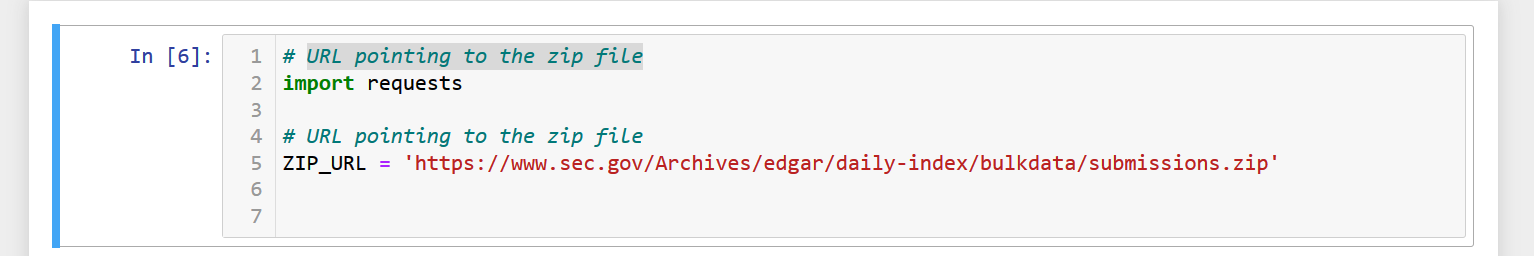 In [6]:
1 # URL pointing to the zip file
2 import requests
3
4 # URL pointing to the zip file
5 ZIP_URL = 'https://www.sec.gov/Archives/edgar/daily-index/bulkdata/submissions.zip'
6
7